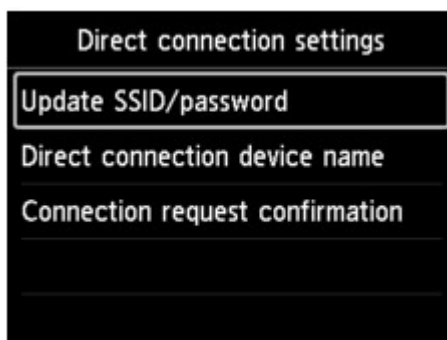 Direct connection settings
Update SSID/password
Direct connection device name
Connection request confirmation